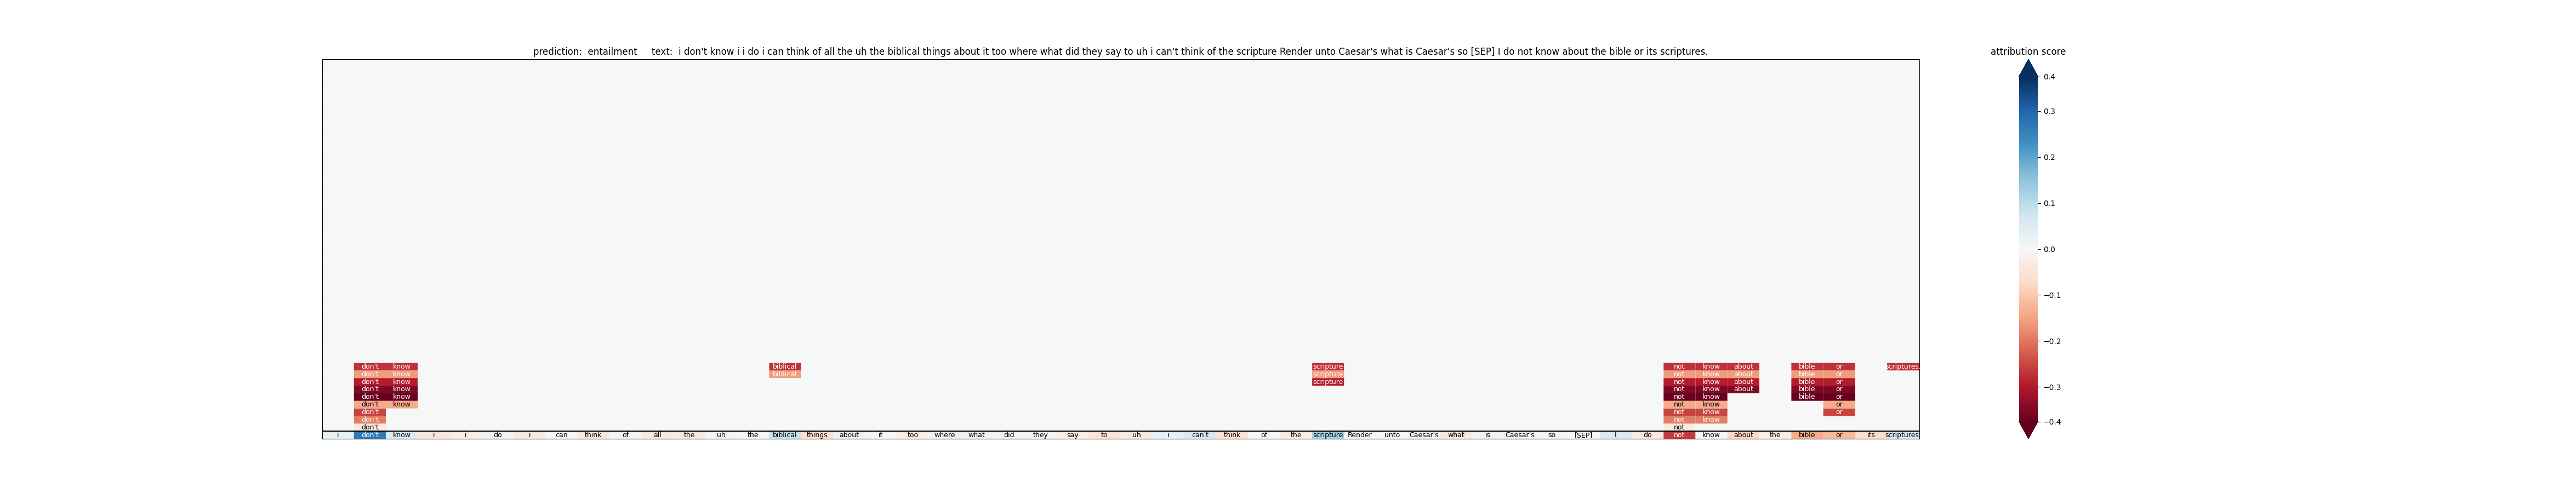 prediction:  entailment     text:  i don't know i i do i can think of all the uh the biblical things about it too where what did they say to uh i can't think of the scripture Render unto Caesar's what is Caesar's so [SEP] I do not know about the bible or its scriptures.
attribution score
0.4
0.3
0.2
0.1
0.0
−0.1
−0.2
−0.3
−0.4
don't know biblical scripture not know about bible or scriptures
don't know biblical scripture not know about bible or
don't know scripture not know about bible or
don't know not know about bible or
don't know not know bible or
don't know not know or
don't not know or
don't not know
don't not
i don't know i i do i can think of all the uh the biblical things about it too where what did they say to uh i can't think of the scripture Render unto Caesar's what is Caesar's so [SEP] I do not know about the bible or its scriptures